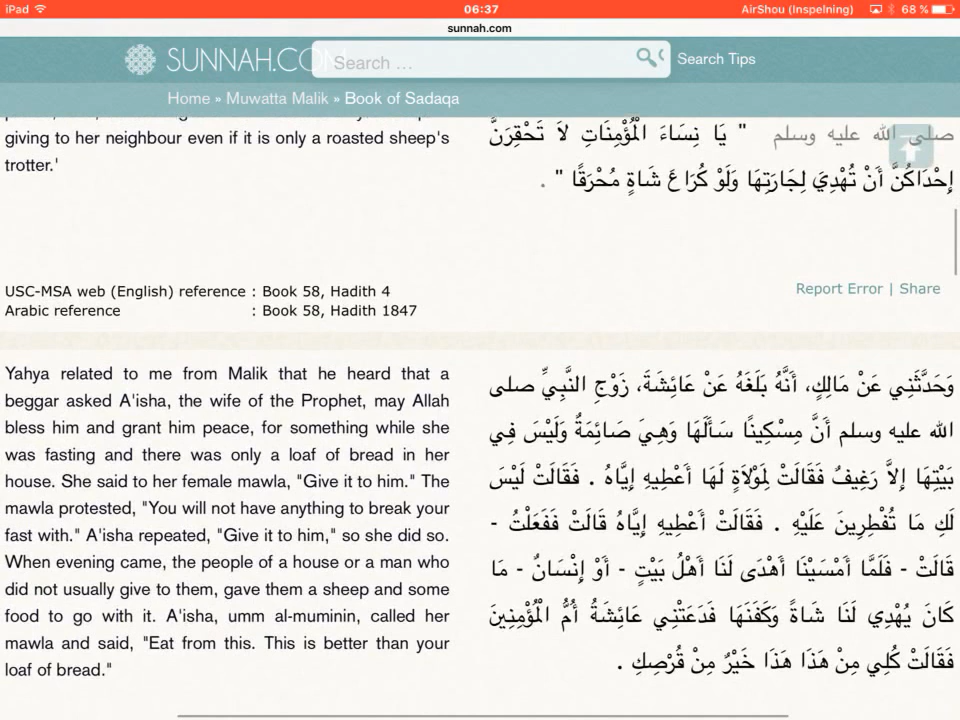 iPad 06:37 AirShou (Inspelning) 68 %
sunnah.com
SUNNAH.COM Search ... Search Tips
Home » Muwatta Malik » Book of Sadaqa
giving to her neighbour even if it is only a roasted sheep's
trotter.'
صلى الله عليه وسلم " يَا نِسَاءَ الْمُؤْمِنَاتِ لاَ تَحْقِرَنَّ
إِحْدَاكُنَّ أَنْ تُهْدِيَ لِجَارَتِهَا وَلَوْ كُرَاعَ شَاةٍ مُحْرَقًا " .
USC-MSA web (English) reference : Book 58, Hadith 4
Arabic reference : Book 58, Hadith 1847
Report Error | Share
Yahya related to me from Malik that he heard that a
beggar asked A'isha, the wife of the Prophet, may Allah
bless him and grant him peace, for something while she
was fasting and there was only a loaf of bread in her
house. She said to her female mawla, "Give it to him." The
mawla protested, "You will not have anything to break your
fast with." A'isha repeated, "Give it to him," so she did so.
When evening came, the people of a house or a man who
did not usually give to them, gave them a sheep and some
food to go with it. A'isha, umm al-muminin, called her
mawla and said, "Eat from this. This is better than your
loaf of bread."
وَحَدَّثَنِي عَنْ مَالِكٍ، أَنَّهُ بَلَغَهُ عَنْ عَائِشَةَ، زَوْجِ النَّبِيِّ صلى
الله عليه وسلم أَنَّ مِسْكِينًا سَأَلَهَا وَهِيَ صَائِمَةٌ وَلَيْسَ فِي
بَيْتِهَا إِلاَّ رَغِيفٌ فَقَالَتْ لِمَوْلاَةٍ لَهَا أَعْطِيهِ إِيَّاهُ . فَقَالَتْ لَيْسَ
لَكِ مَا تُفْطِرِينَ عَلَيْهِ . فَقَالَتْ أَعْطِيهِ إِيَّاهُ قَالَتْ فَفَعَلْتُ -
قَالَتْ - فَلَمَّا أَمْسَيْنَا أَهْدَى لَنَا أَهْلُ بَيْتٍ - أَوْ إِنْسَانٌ - مَا
كَانَ يُهْدِي لَنَا شَاةً وَكَفَنَهَا فَدَعَتْنِي عَائِشَةُ أُمُّ الْمُؤْمِنِينَ
فَقَالَتْ كُلِي مِنْ هَذَا هَذَا خَيْرٌ مِنْ قُرْصِكِ .